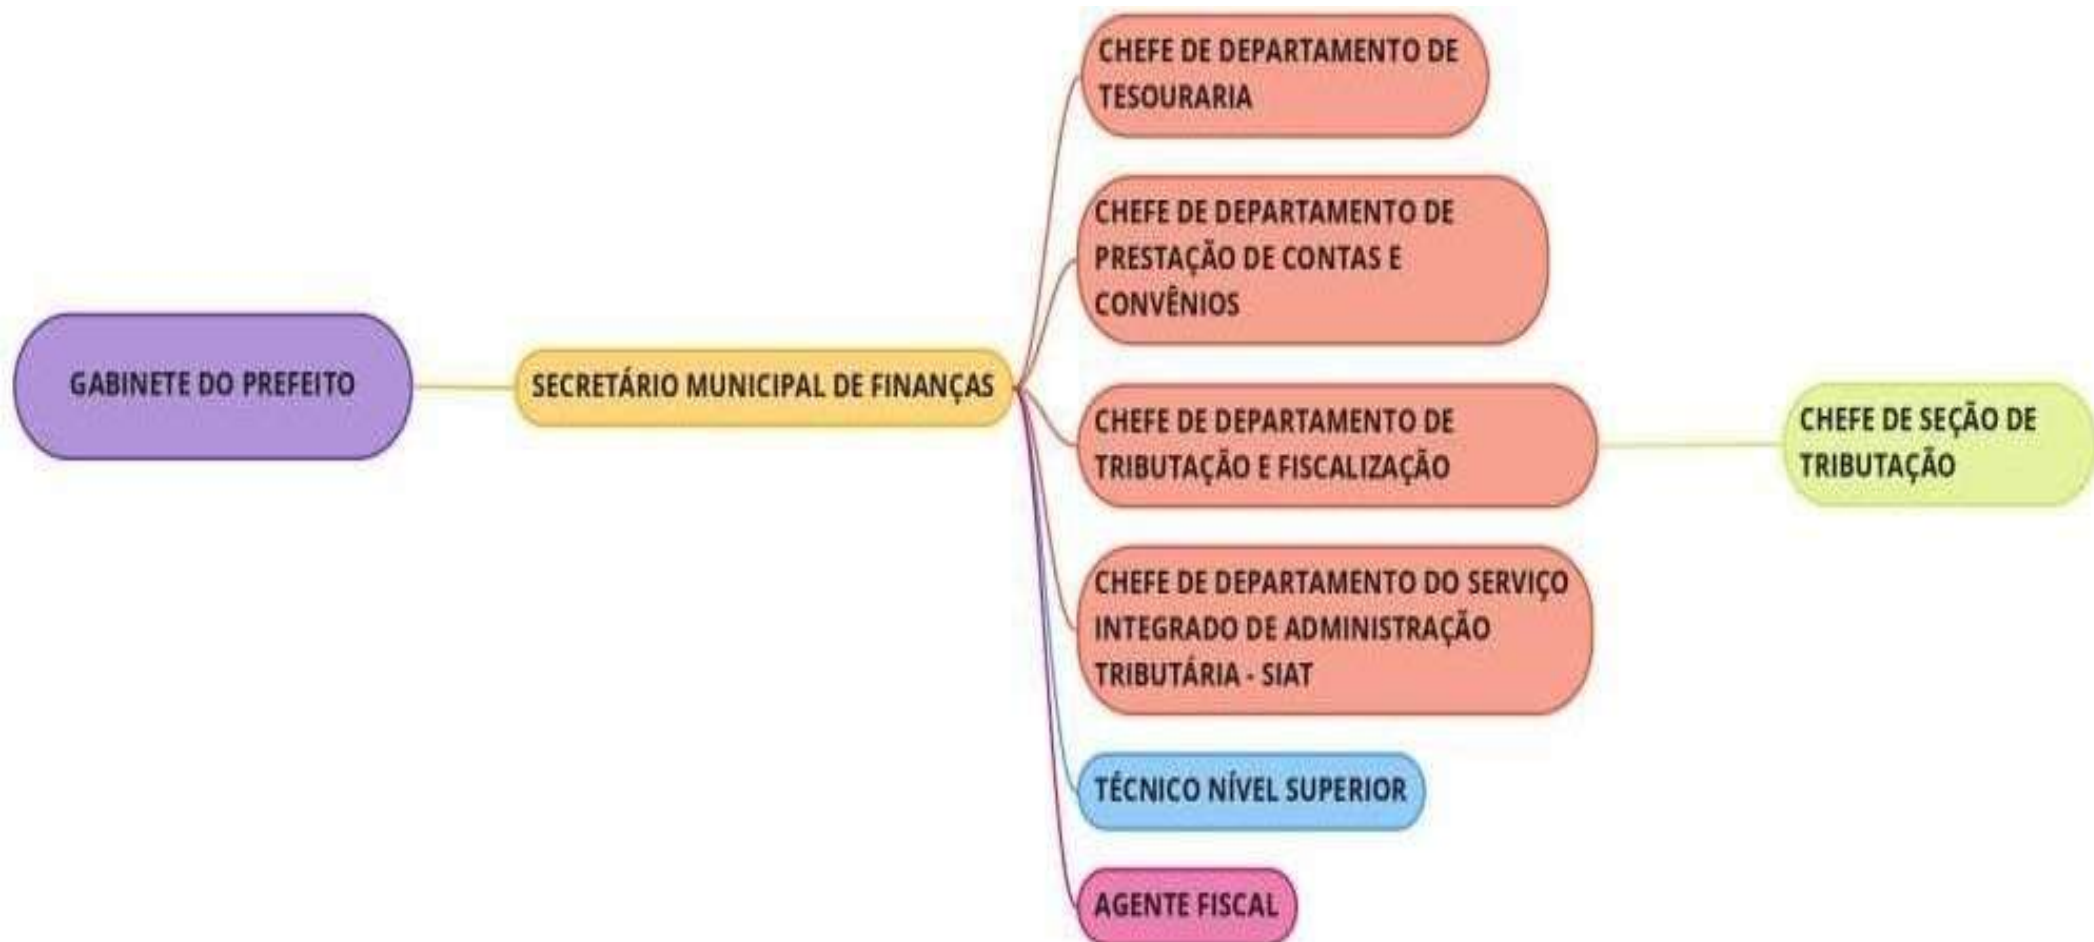 GABINETE DO PREFEITO
SECRETÁRIO MUNICIPAL DE FINANÇAS
CHEFE DE DEPARTAMENTO DE
TESOURARIA
CHEFE DE DEPARTAMENTO DE
PRESTAÇÃO DE CONTAS E
CONVÊNIOS
CHEFE DE DEPARTAMENTO DE
TRIBUTAÇÃO E FISCALIZAÇÃO
CHEFE DE SEÇÃO DE
TRIBUTAÇÃO
CHEFE DE DEPARTAMENTO DO SERVIÇO
INTEGRADO DE ADMINISTRAÇÃO
TRIBUTÁRIA - SIAT
TÉCNICO NÍVEL SUPERIOR
AGENTE FISCAL